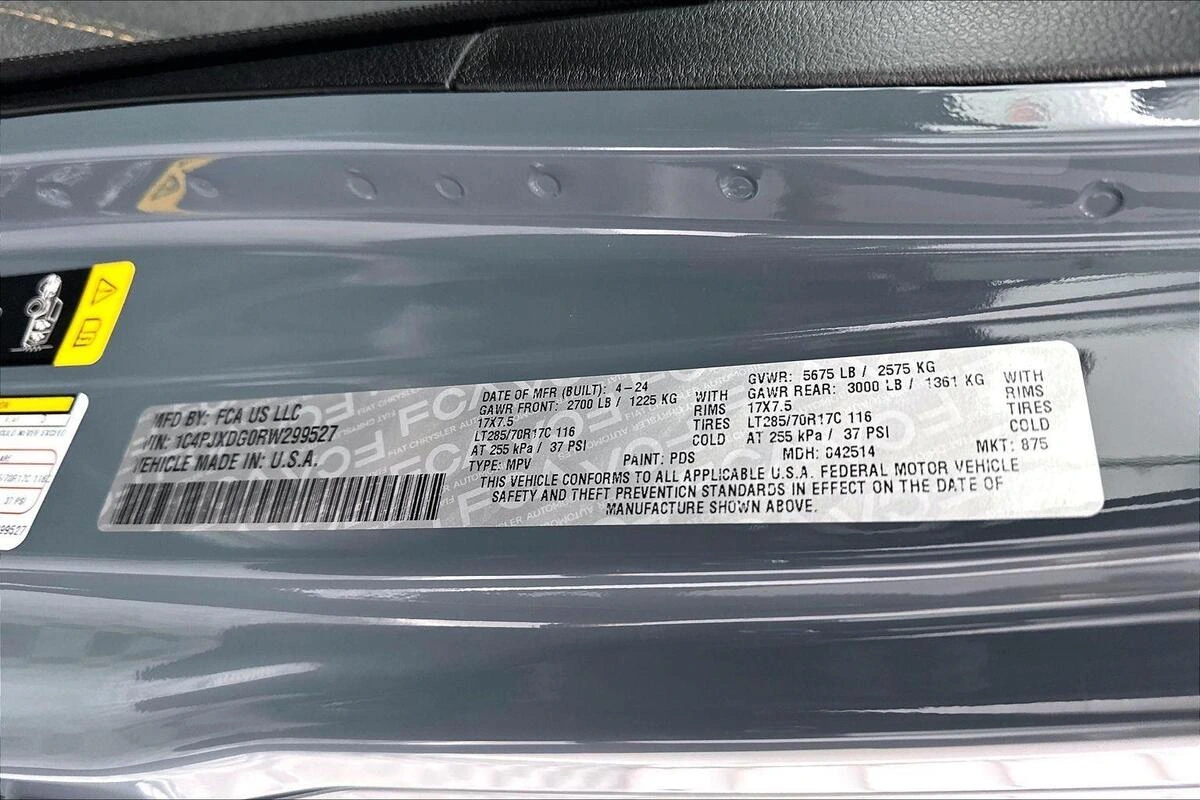 MFD BY: FCA US LLC
VIN: 1C4PJXDG0RW299527
VEHICLE MADE IN: U.S.A.
DATE OF MFR (BUILT): 4-24
GAWR FRONT: 2700 LB / 1225 KG WITH
17X7.5 RIMS
LT285/70R17C 116 TIRES
AT 255 kPa / 37 PSI COLD
GVWR: 5675 LB / 2575 KG
GAWR REAR: 3000 LB / 1361 KG WITH
17X7.5 RIMS
LT285/70R17C 116 TIRES
AT 255 kPa / 37 PSI COLD
TYPE: MPV PAINT: PDS MDH: 042514 MKT: 875
THIS VEHICLE CONFORMS TO ALL APPLICABLE U.S.A. FEDERAL MOTOR VEHICLE
SAFETY AND THEFT PREVENTION STANDARDS IN EFFECT ON THE DATE OF
MANUFACTURE SHOWN ABOVE.
37 PSI
99527